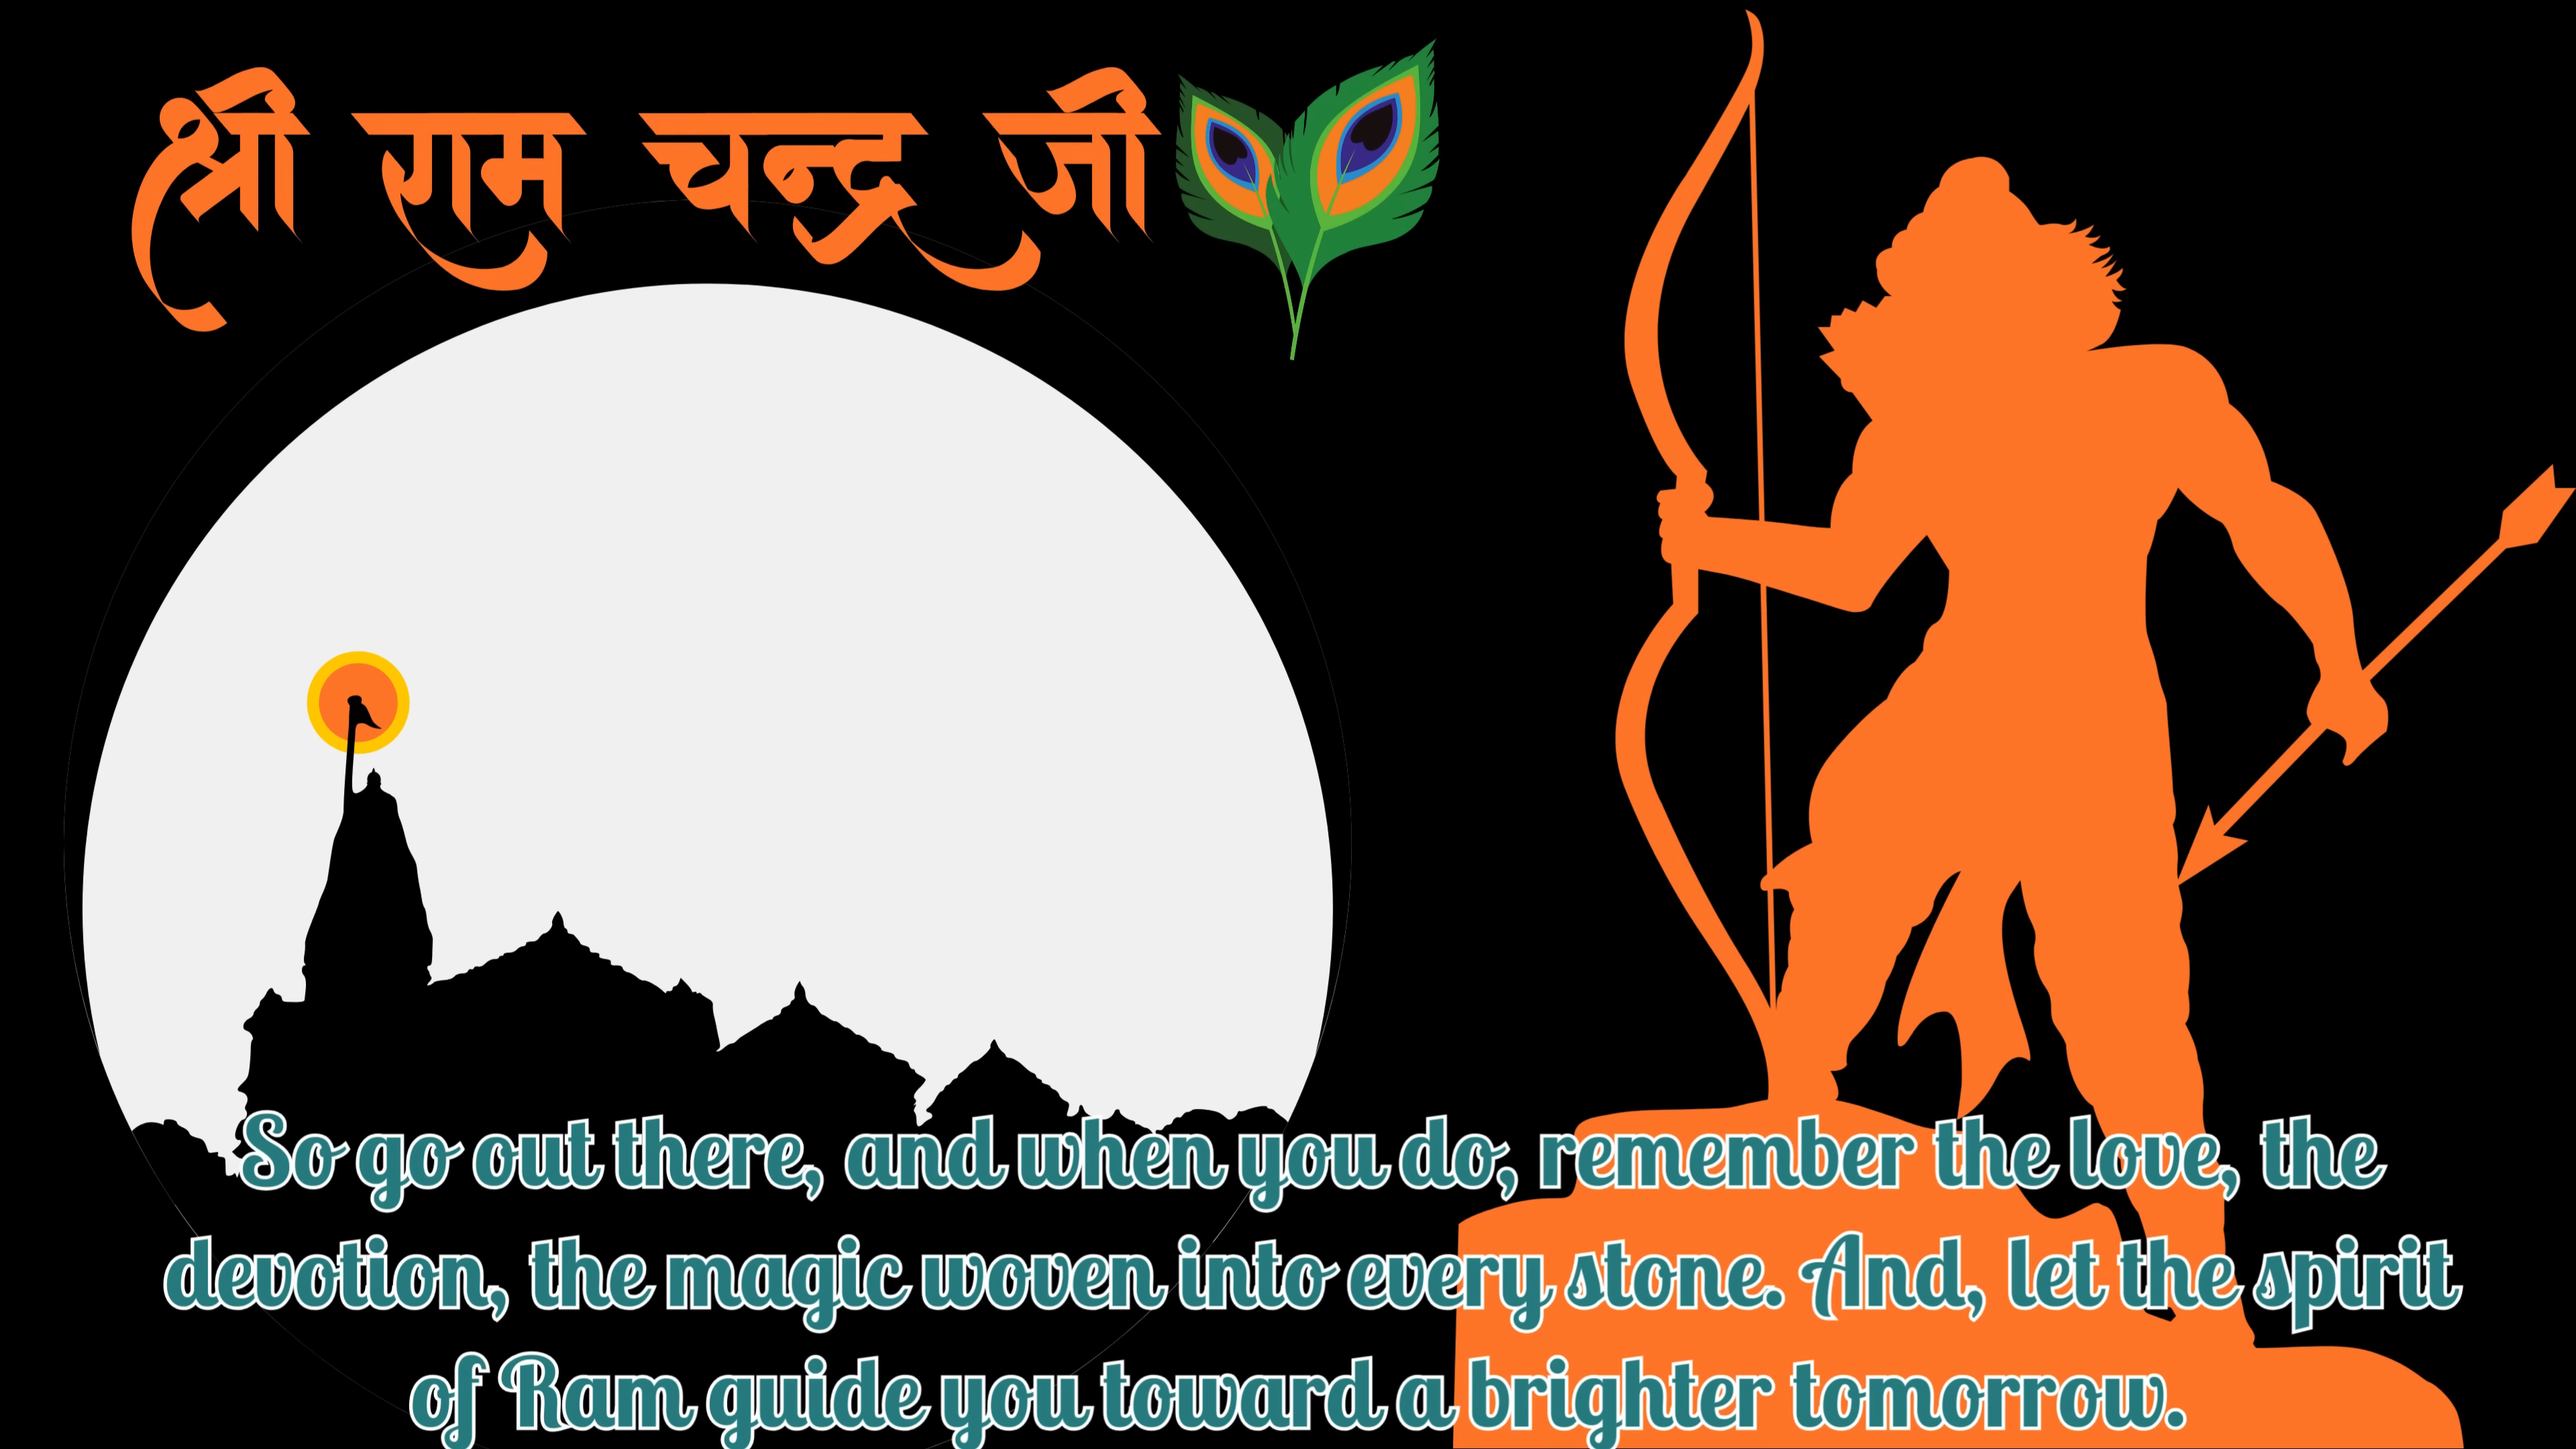 श्री राम चन्द्र जी
So go out there, and when you do, remember the love, the
devotion, the magic woven into every stone. And, let the spirit
of Ram guide you toward a brighter tomorrow.